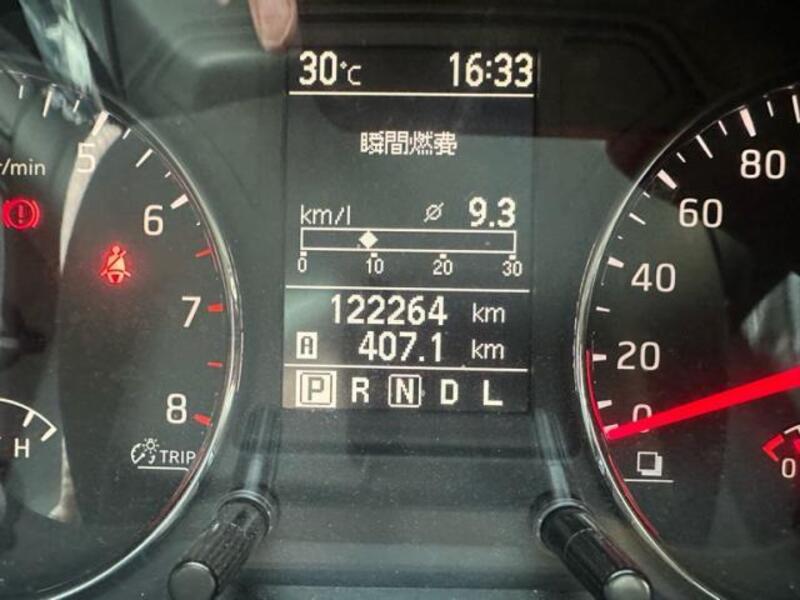 30°C 16:33
瞬間燃費
km/l ⌀ 9.3
0 10 20 30
122264 km
A 407.1 km
P R N D L
r/min
5
6
7
8
H
TRIP
80
60
40
20
0
0